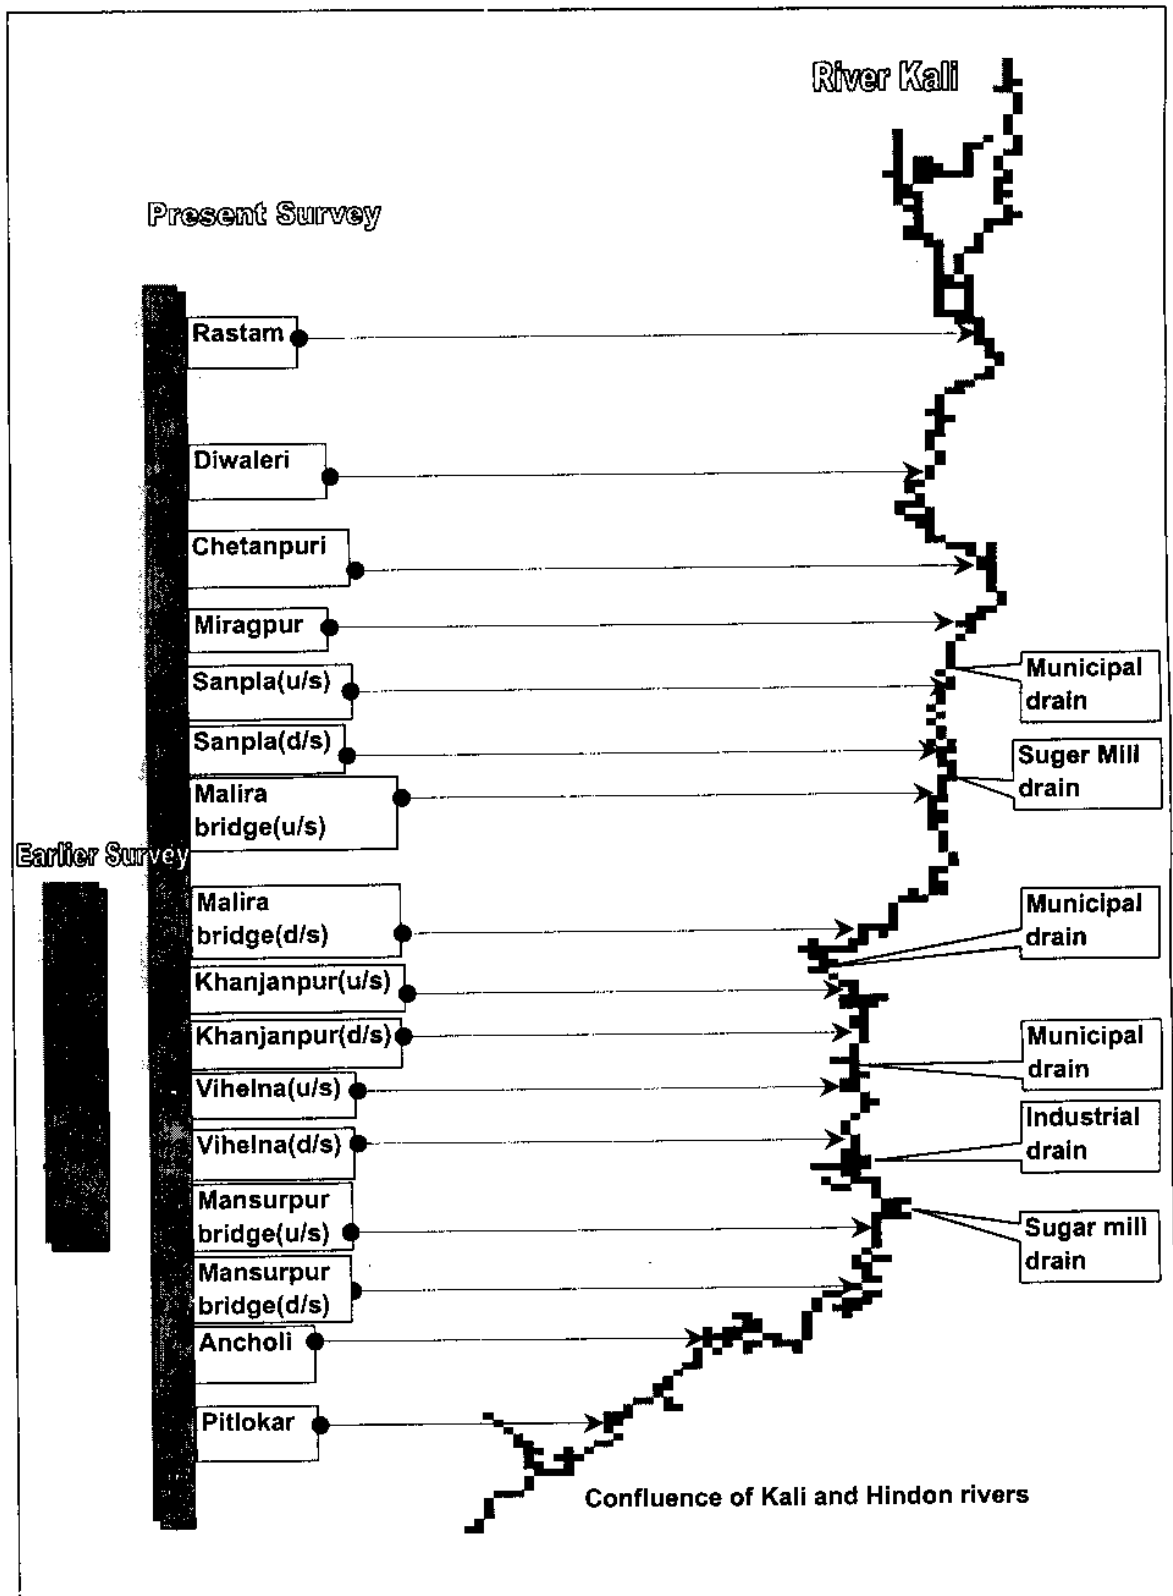 River Kali
Present Survey
Rastam
Diwaleri
Chetanpuri
Miragpur
Sanpla(u/s)
Municipal
drain
Sanpla(d/s)
Suger Mill
drain
Malira
bridge(u/s)
Earlier Survey
Malira
bridge(d/s)
Municipal
drain
Khanjanpur(u/s)
Khanjanpur(d/s)
Municipal
drain
Vihelna(u/s)
Vihelna(d/s)
Industrial
drain
Mansurpur
bridge(u/s)
Sugar mill
drain
Mansurpur
bridge(d/s)
Ancholi
Pitlokar
Confluence of Kali and Hindon rivers